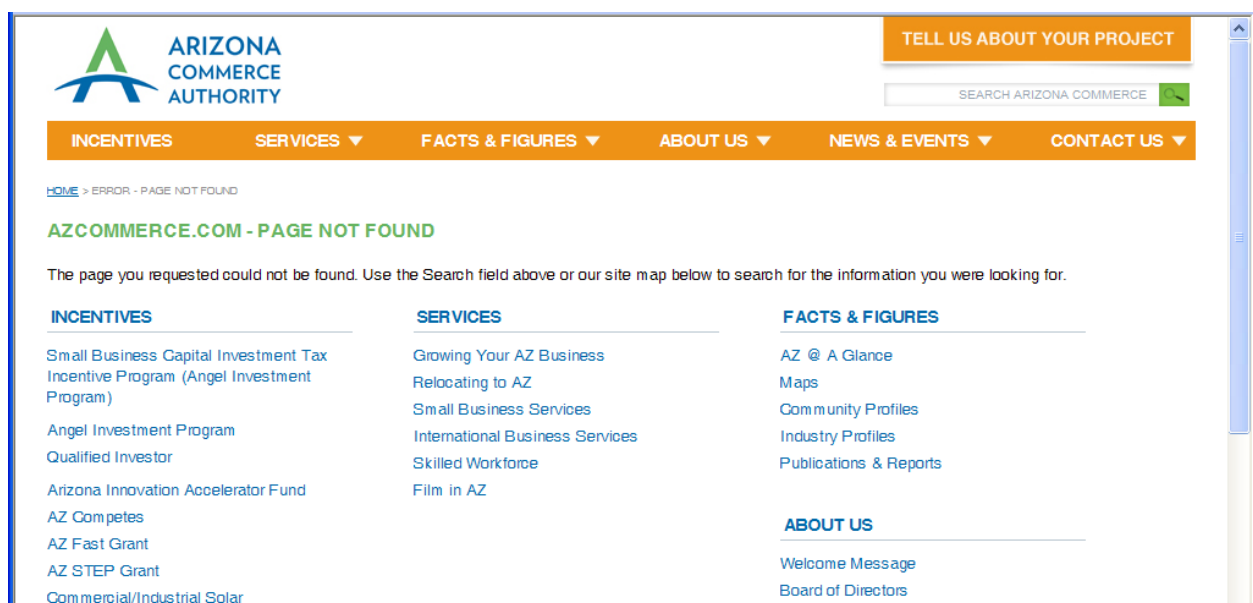 ARIZONA
COMMERCE
AUTHORITY
TELL US ABOUT YOUR PROJECT
SEARCH ARIZONA COMMERCE
INCENTIVES SERVICES FACTS & FIGURES ABOUT US NEWS & EVENTS CONTACT US
HOME > ERROR - PAGE NOT FOUND
AZCOMMERCE.COM - PAGE NOT FOUND
The page you requested could not be found. Use the Search field above or our site map below to search for the information you were looking for.
INCENTIVES
Small Business Capital Investment Tax
Incentive Program (Angel Investment
Program)
Angel Investment Program
Qualified Investor
Arizona Innovation Accelerator Fund
AZ Competes
AZ Fast Grant
AZ STEP Grant
Commercial/Industrial Solar
SERVICES
Growing Your AZ Business
Relocating to AZ
Small Business Services
International Business Services
Skilled Workforce
Film in AZ
FACTS & FIGURES
AZ @ A Glance
Maps
Community Profiles
Industry Profiles
Publications & Reports
ABOUT US
Welcome Message
Board of Directors